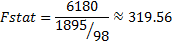 Fstat = 6180 / 1895/98 ≈ 319.56